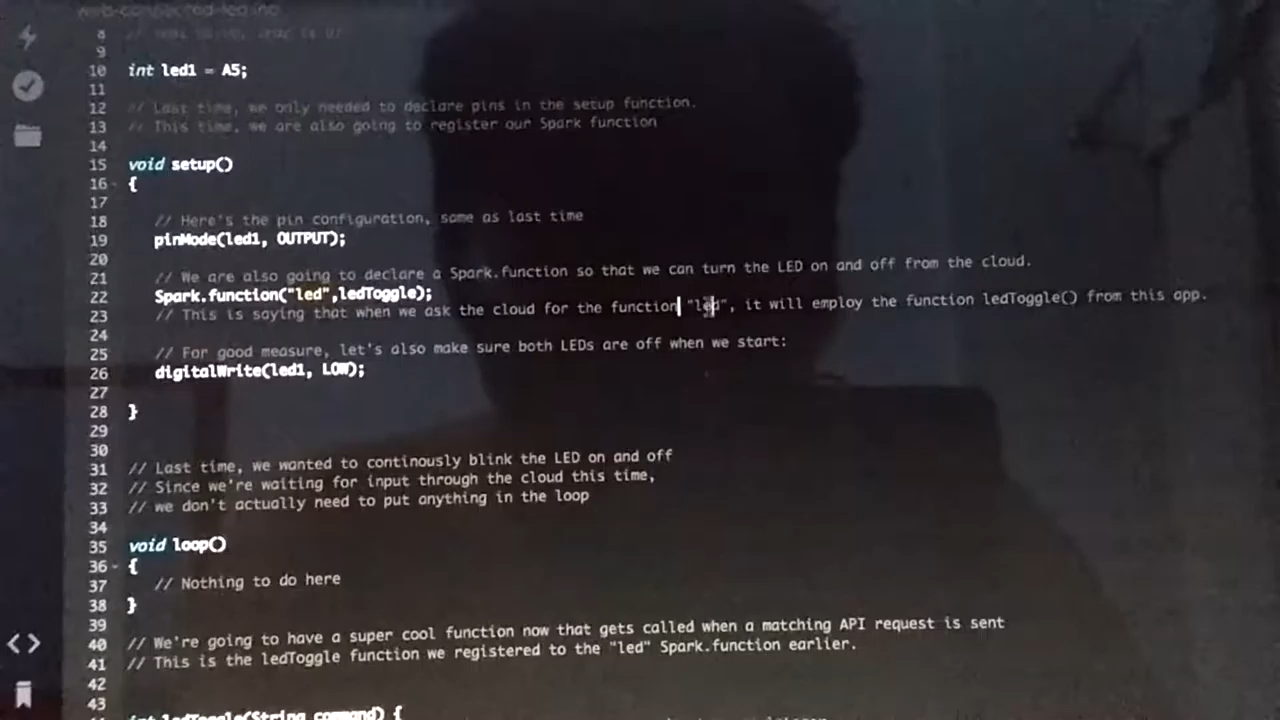 web-connected-led.ino
8
9
10 int led1 = A5;
11
12 // Last time, we only needed to declare pins in the setup function.
13 // This time, we are also going to register our Spark function
14
15 void setup()
16 {
17
18 // Here's the pin configuration, same as last time
19 pinMode(led1, OUTPUT);
20
21 // We are also going to declare a Spark.function so that we can turn the LED on and off from the cloud.
22 Spark.function("led",ledToggle);
23 // This is saying that when we ask the cloud for the function "led", it will employ the function ledToggle() from this app.
24
25 // For good measure, let's also make sure both LEDs are off when we start:
26 digitalWrite(led1, LOW);
27
28 }
29
30
31 // Last time, we wanted to continously blink the LED on and off
32 // Since we're waiting for input through the cloud this time,
33 // we don't actually need to put anything in the loop
34
35 void loop()
36 {
37 // Nothing to do here
38 }
39
40 // We're going to have a super cool function now that gets called when a matching API request is sent
41 // This is the ledToggle function we registered to the "led" Spark.function earlier.
42
43
int ledToggle(String command) {